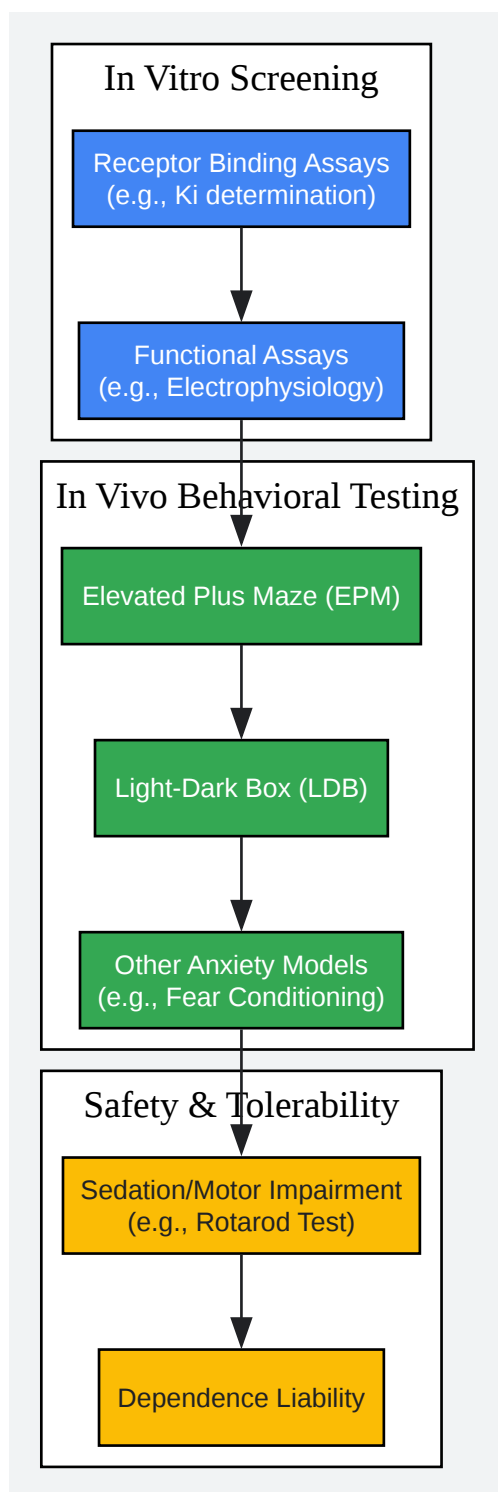 In Vitro Screening
Receptor Binding Assays
(e.g., Ki determination)
Functional Assays
(e.g., Electrophysiology)
In Vivo Behavioral Testing
Elevated Plus Maze (EPM)
Light-Dark Box (LDB)
Other Anxiety Models
(e.g., Fear Conditioning)
Safety & Tolerability
Sedation/Motor Impairment
(e.g., Rotarod Test)
Dependence Liability